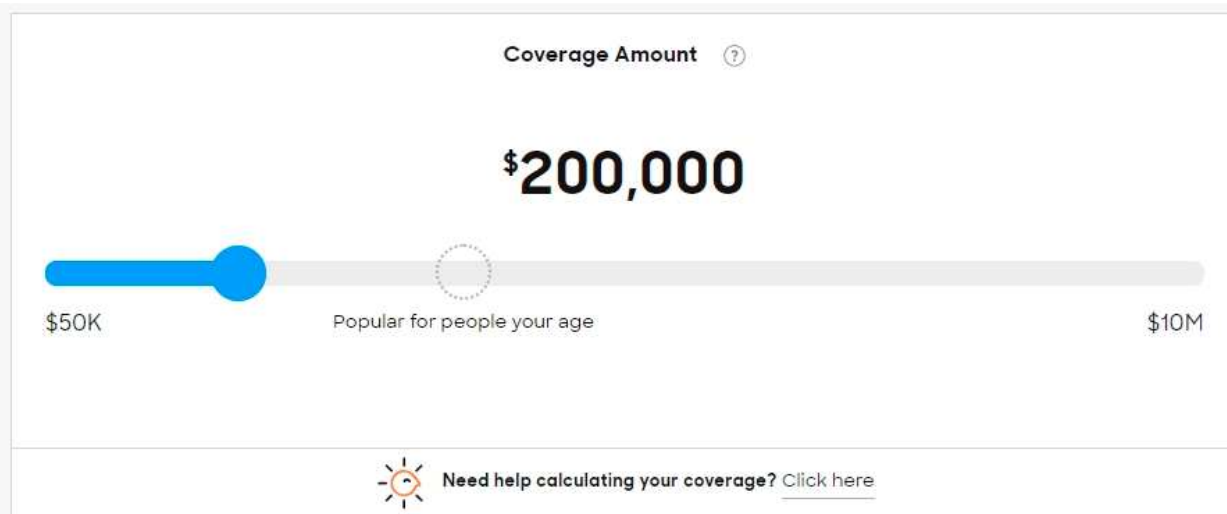 Coverage Amount ?
$200,000
$50K Popular for people your age $10M
Need help calculating your coverage? Click here